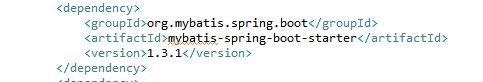 <dependency>
<groupId>org.mybatis.spring.boot</groupId>
<artifactId>mybatis-spring-boot-starter</artifactId>
<version>1.3.1</version>
</dependency>